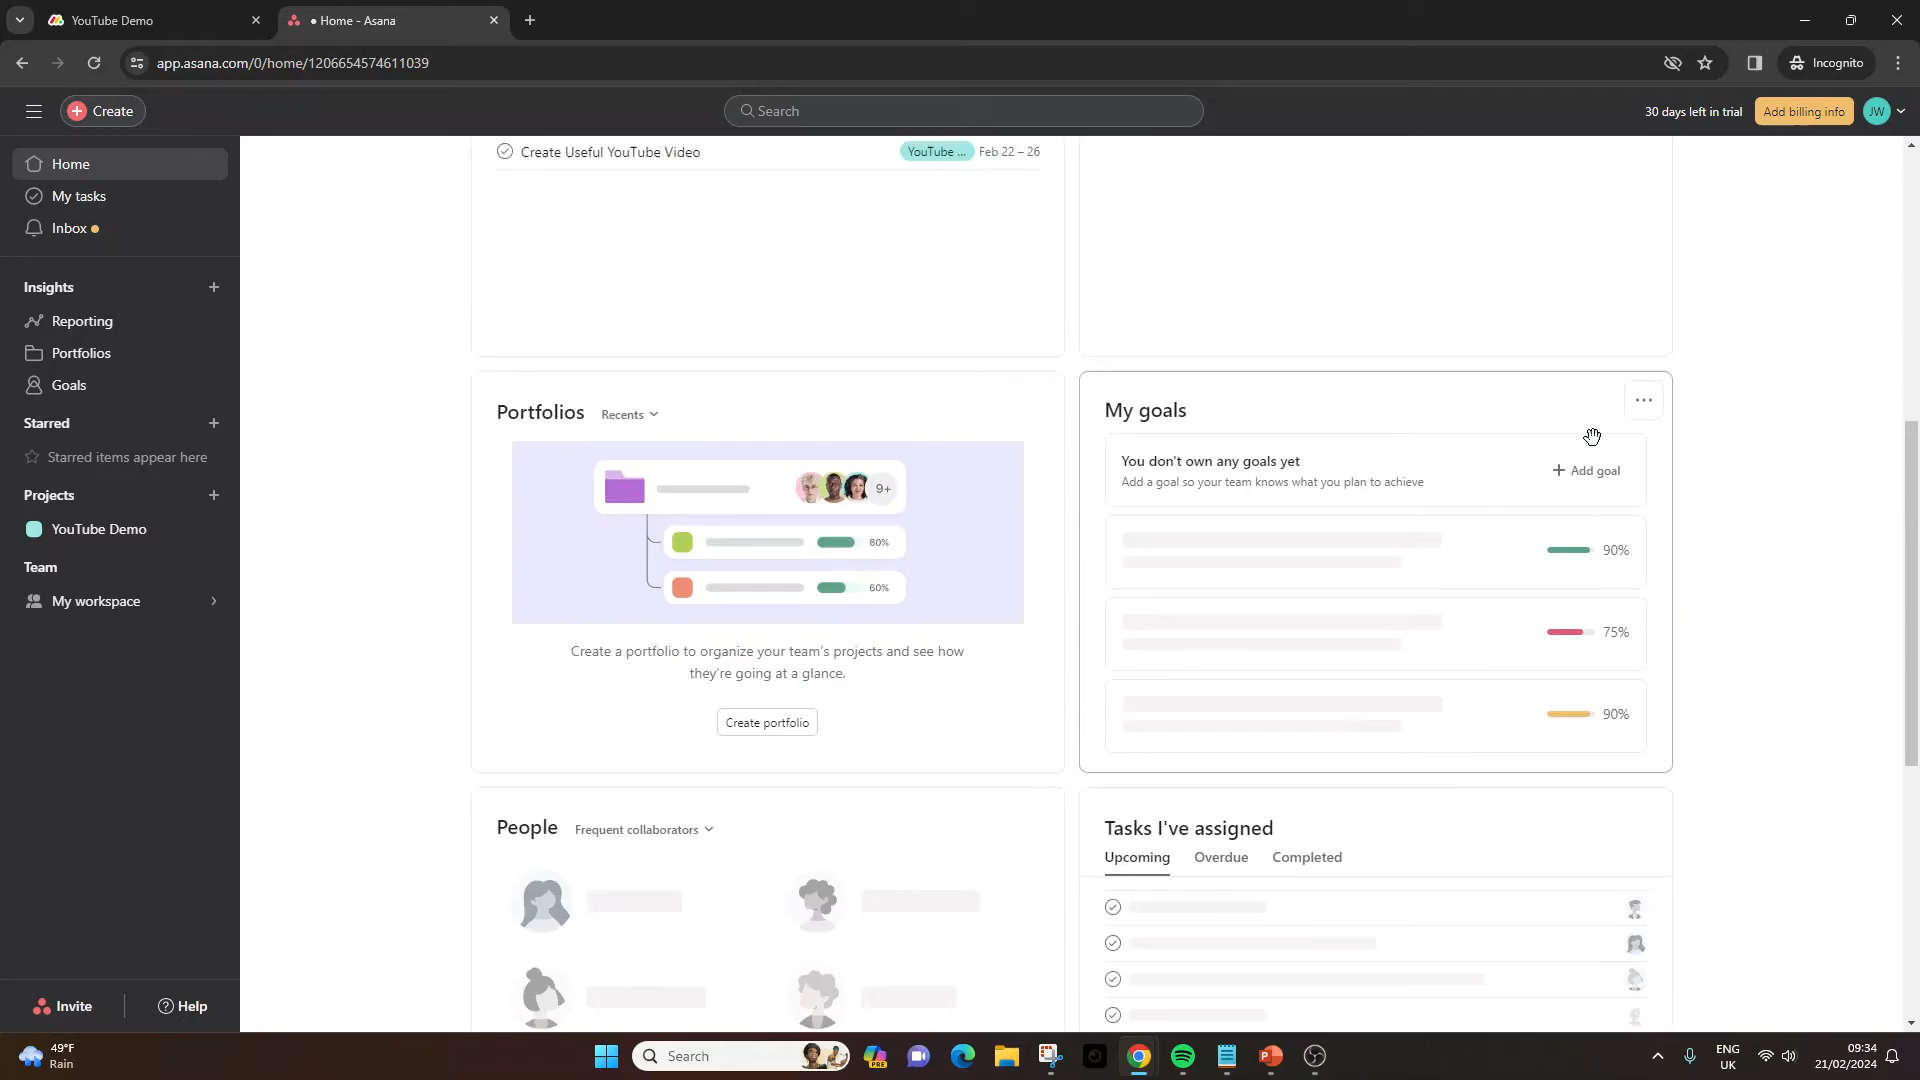 YouTube Demo
• Home - Asana
app.asana.com/0/home/1206654574611039
Incognito
Create
Search
30 days left in trial
Add billing info
JW
Home
My tasks
Inbox
Insights
Reporting
Portfolios
Goals
Starred
Starred items appear here
Projects
YouTube Demo
Team
My workspace
Invite
Help
Create Useful YouTube Video
YouTube ...
Feb 22 – 26
Portfolios
Recents
9+
80%
60%
Create a portfolio to organize your team's projects and see how
they're going at a glance.
Create portfolio
My goals
You don't own any goals yet
Add a goal so your team knows what you plan to achieve
Add goal
90%
75%
90%
People
Frequent collaborators
Tasks I've assigned
Upcoming
Overdue
Completed
49°F
Rain
Search
PRE
ENG
UK
09:34
21/02/2024